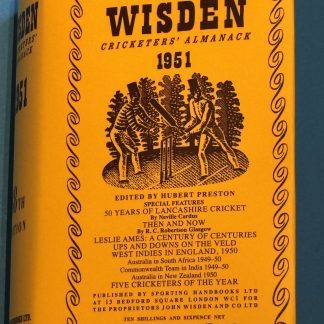 WISDEN
CRICKETERS' ALMANACK
1951
EDITED BY HUBERT PRESTON
SPECIAL FEATURES
50 YEARS OF LANCASHIRE CRICKET
By Neville Cardus
THEN AND NOW
By R. C. Robertson Glasgow
LESLIE AMES: A CENTURY OF CENTURIES
UPS AND DOWNS ON THE VELD
WEST INDIES IN ENGLAND, 1950
Australia in South Africa 1949-50
Commonwealth Team in India 1949-50
Australia in New Zealand 1950
FIVE CRICKETERS OF THE YEAR
PUBLISHED BY SPORTING HANDBOOKS LTD
AT 13 BEDFORD SQUARE LONDON WC1 FOR
THE PROPRIETORS JOHN WISDEN AND CO LTD
TEN SHILLINGS AND SIXPENCE NET
DEN
1951